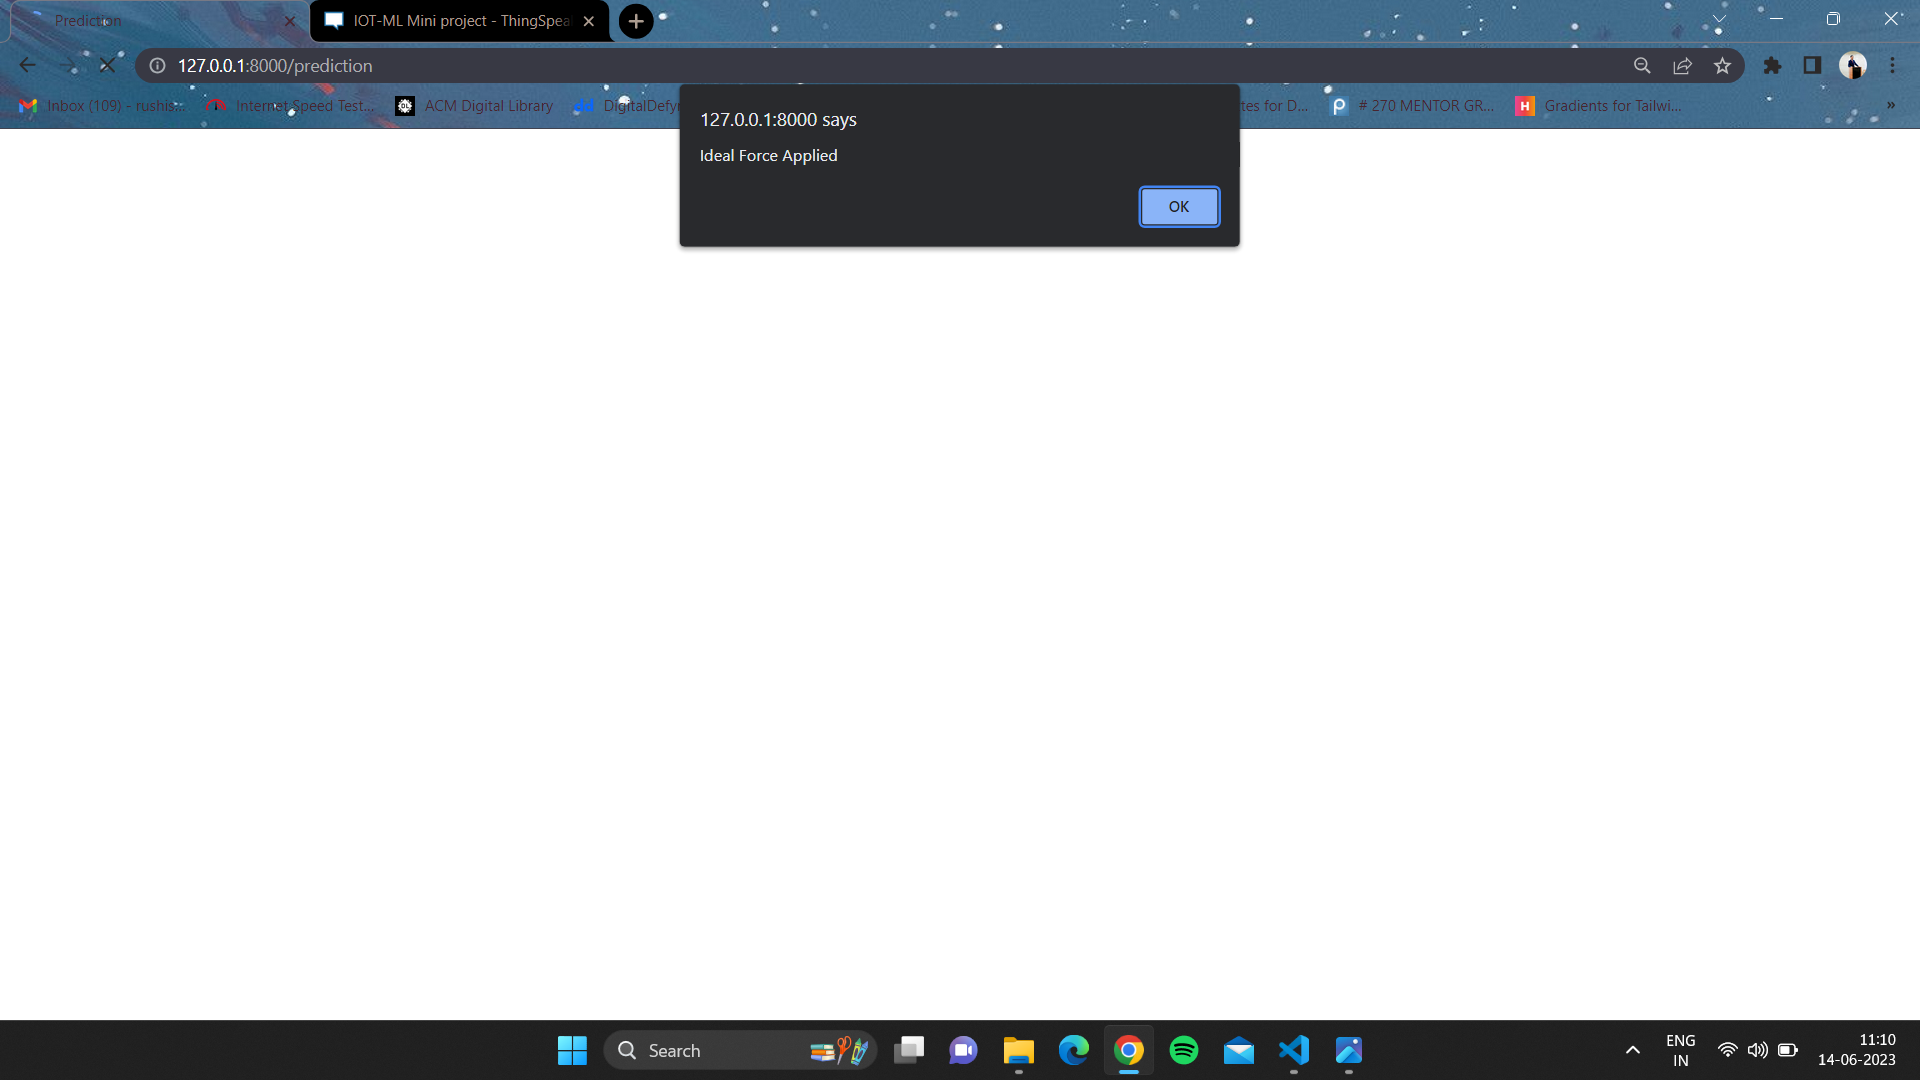 Prediction
IOT-ML Mini project - ThingSpea
127.0.0.1:8000/prediction
Inbox (109) - rushis...
Internet Speed Test...
ACM Digital Library
DigitalDefy
tes for D...
# 270 MENTOR GR...
Gradients for Tailwi...
»
127.0.0.1:8000 says
Ideal Force Applied
OK
Search
ENG
IN
11:10
14-06-2023